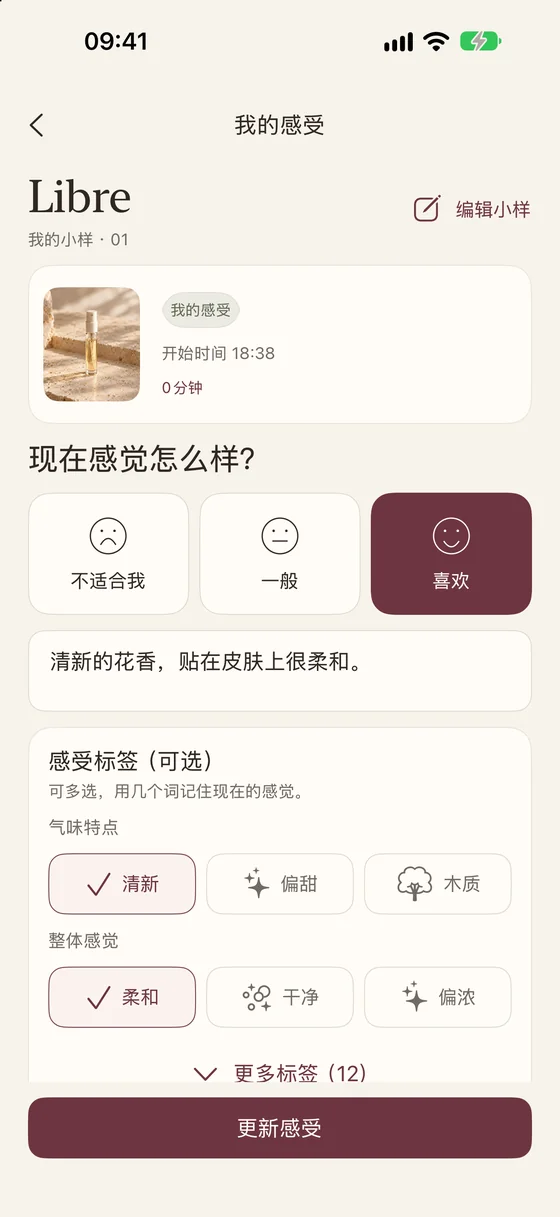 09:41
我的感受
Libre
编辑小样
我的小样 · 01
我的感受
开始时间 18:38
0 分钟
现在感觉怎么样?
不适合我
一般
喜欢
清新的花香，贴在皮肤上很柔和。
感受标签（可选）
可多选，用几个词记住现在的感觉。
气味特点
清新
偏甜
木质
整体感觉
柔和
干净
偏浓
更多标签（12）
更新感受